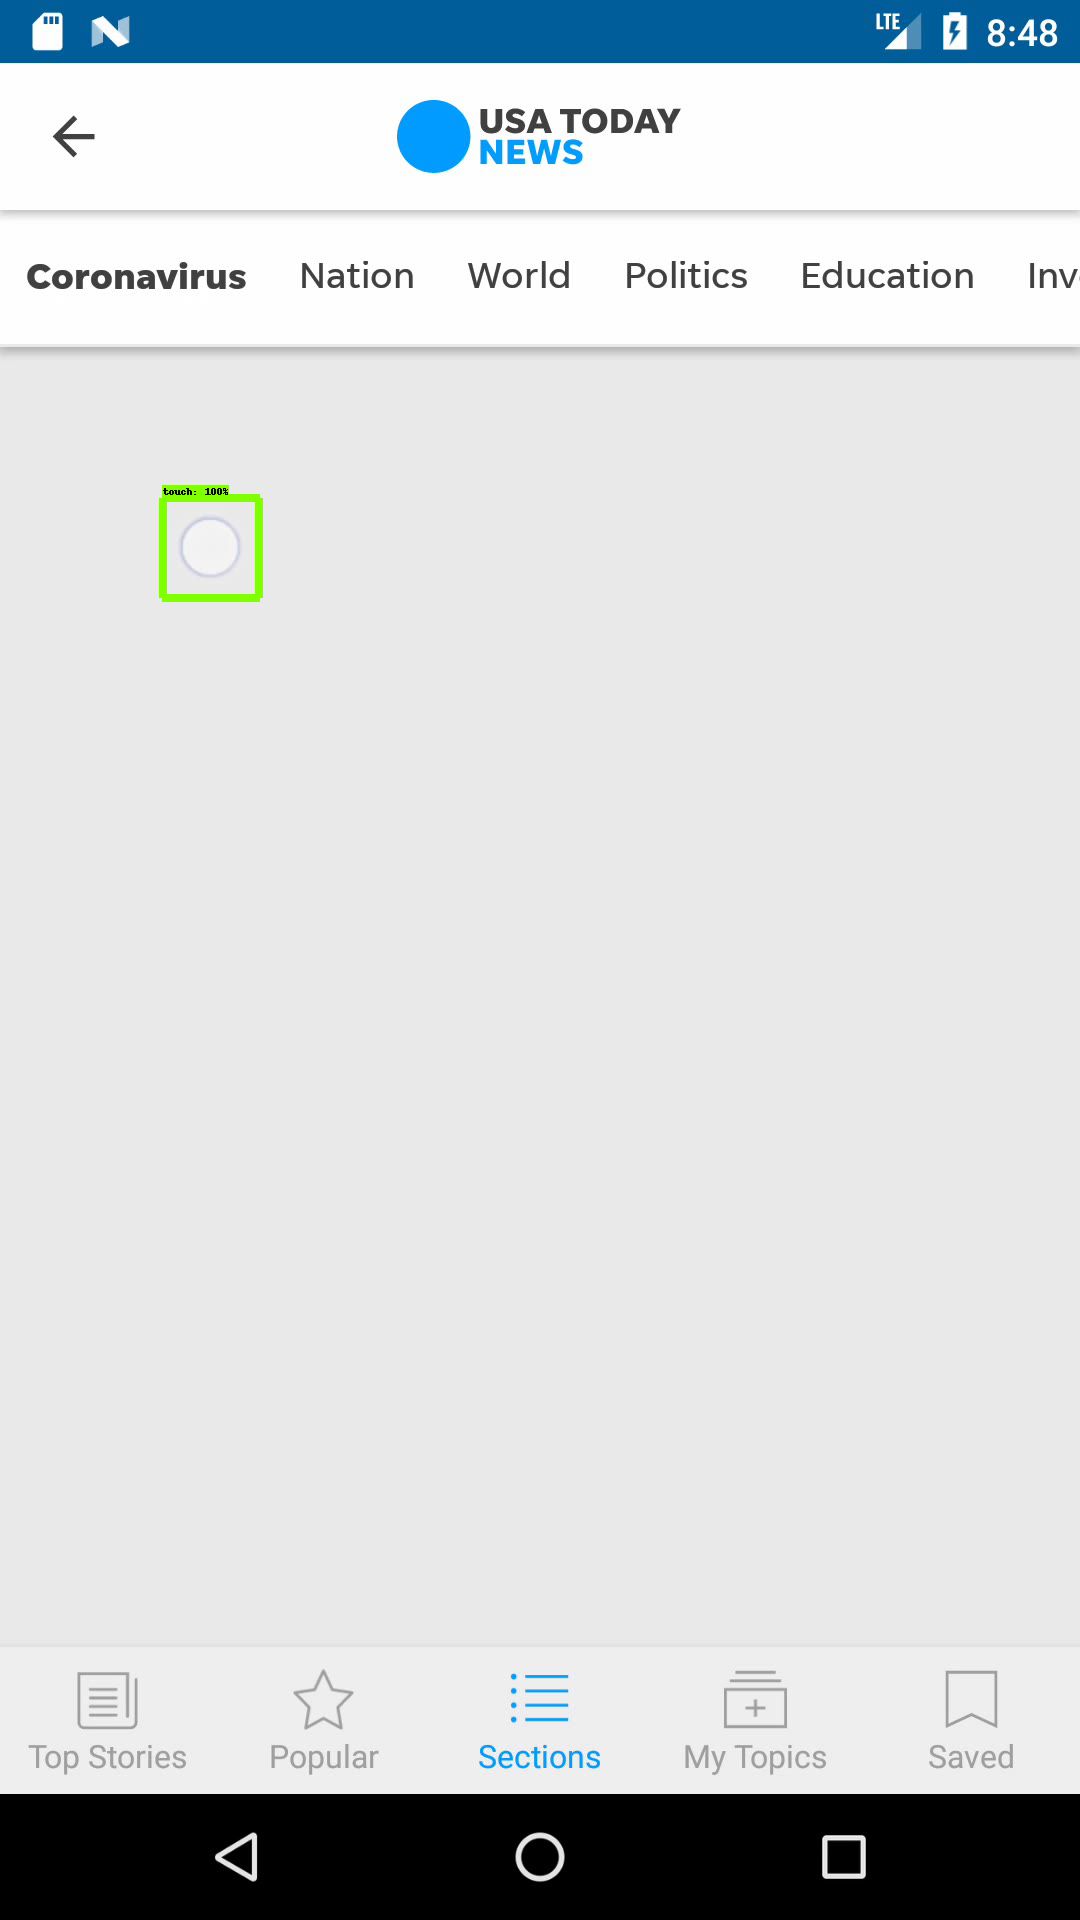 LTE 8:48
USA TODAY
NEWS
Coronavirus Nation World Politics Education Inv
touch: 100%
Top Stories Popular Sections My Topics Saved